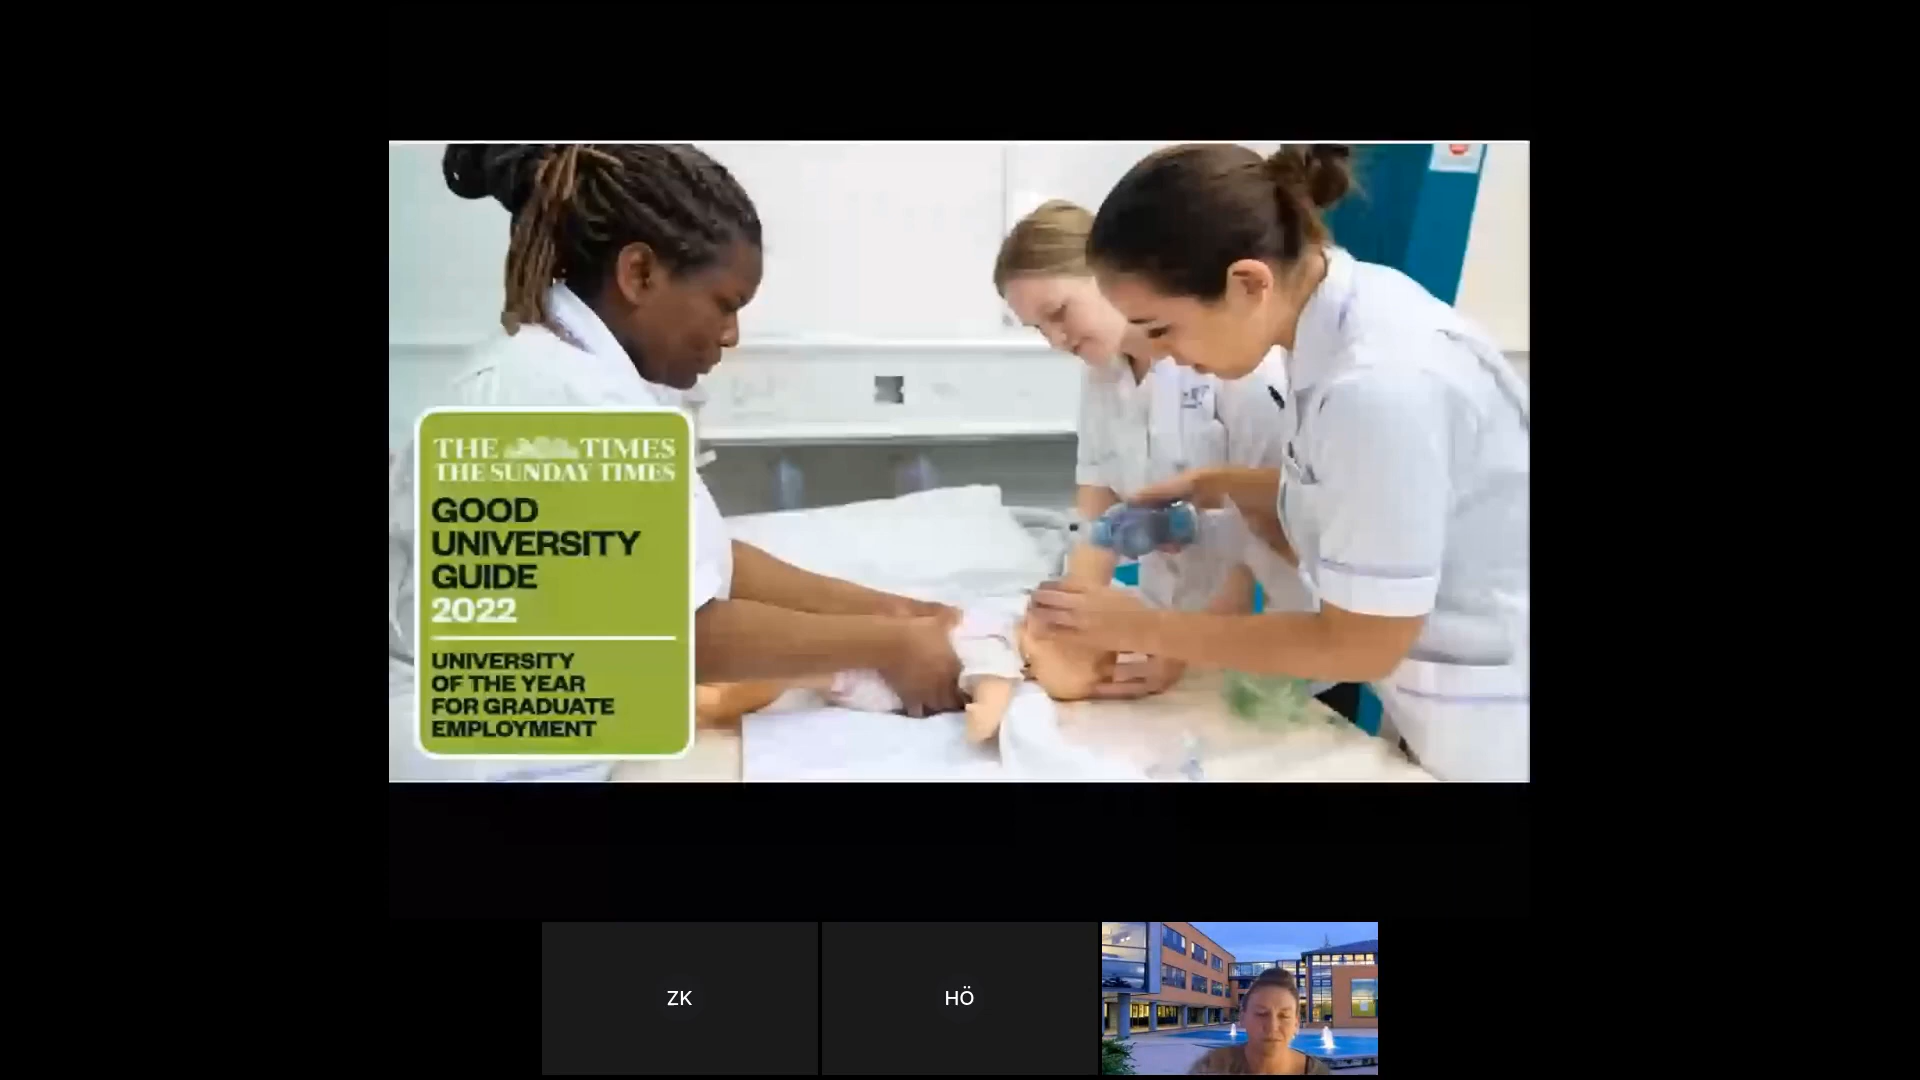 THE TIMES
THE SUNDAY TIMES
GOOD
UNIVERSITY
GUIDE
2022
UNIVERSITY
OF THE YEAR
FOR GRADUATE
EMPLOYMENT
ZK
HÖ